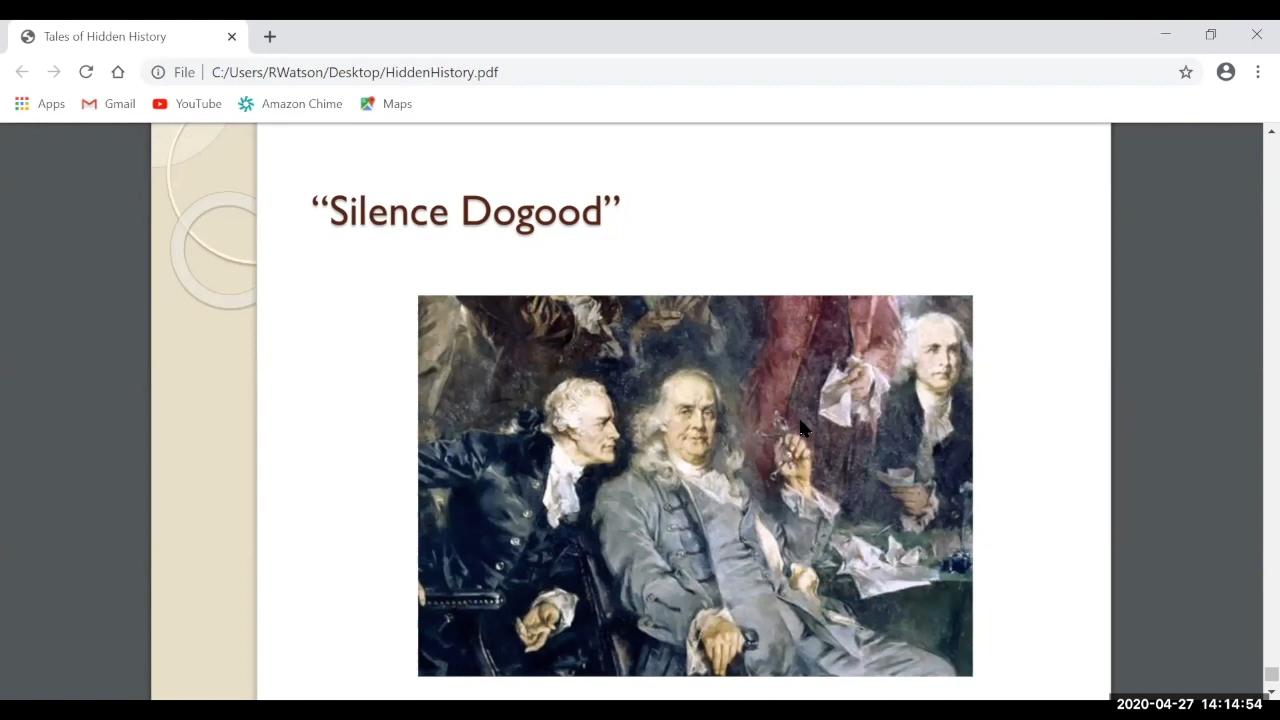 Tales of Hidden History
File | C:/Users/RWatson/Desktop/HiddenHistory.pdf
Apps Gmail YouTube Amazon Chime Maps
“Silence Dogood”
2020-04-27 14:14:54